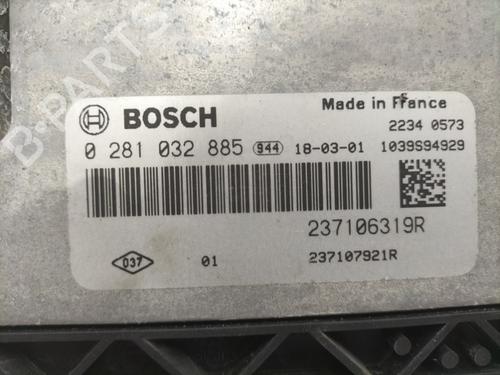 B-PARTS
Made in France
BOSCH
2234 0573
0 281 032 885 944 18-03-01 1039S94929
237106319R
037 01 237107921R